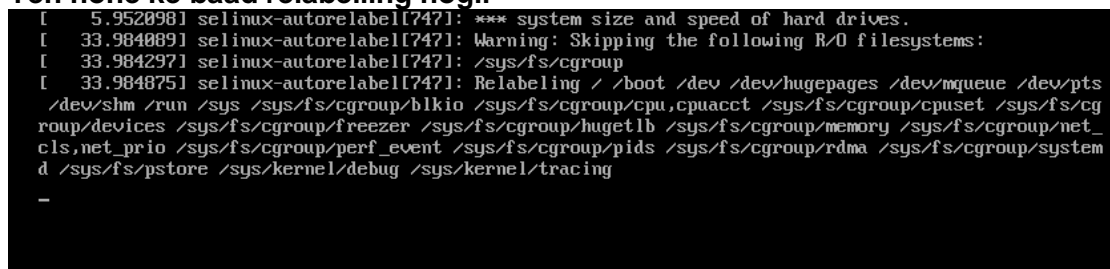 [    5.952098] selinux-autorelabel[747]: *** system size and speed of hard drives.
[   33.984089] selinux-autorelabel[747]: Warning: Skipping the following R/O filesystems:
[   33.984297] selinux-autorelabel[747]: /sys/fs/cgroup
[   33.984875] selinux-autorelabel[747]: Relabeling / /boot /dev /dev/hugepages /dev/mqueue /dev/pts
/dev/shm /run /sys /sys/fs/cgroup/blkio /sys/fs/cgroup/cpu,cpuacct /sys/fs/cgroup/cpuset /sys/fs/cg
roup/devices /sys/fs/cgroup/freezer /sys/fs/cgroup/hugetlb /sys/fs/cgroup/memory /sys/fs/cgroup/net_
cls,net_prio /sys/fs/cgroup/perf_event /sys/fs/cgroup/pids /sys/fs/cgroup/rdma /sys/fs/cgroup/system
d /sys/fs/pstore /sys/kernel/debug /sys/kernel/tracing